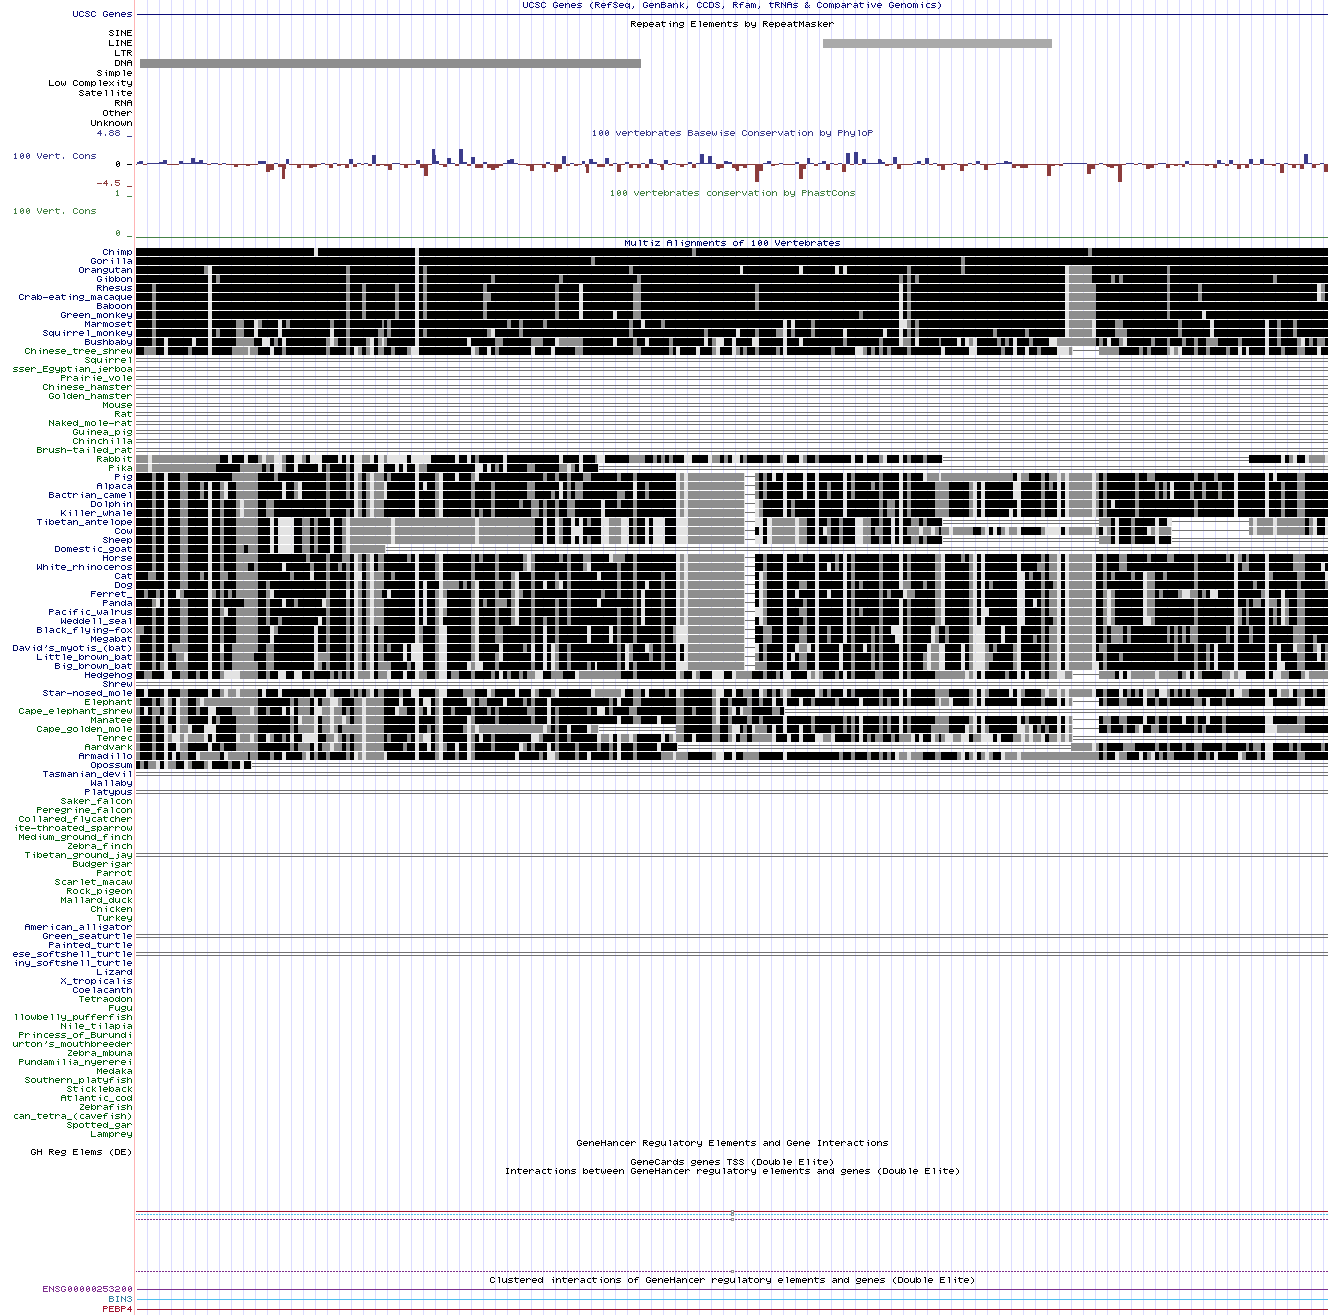 UCSC Genes (RefSeq, GenBank, CCDS, Rfam, tRNAs & Comparative Genomics)
UCSC Genes
Repeating Elements by RepeatMasker
SINE
LINE
LTR
DNA
Simple
Low Complexity
Satellite
RNA
Other
Unknown
100 vertebrates Basewise Conservation by PhyloP
4.88 _
100 Vert. Cons
0 –
-4.5 _
100 vertebrates conservation by PhastCons
1 _
100 Vert. Cons
0 _
Multiz Alignments of 100 Vertebrates
Chimp
Gorilla
Orangutan
Gibbon
Rhesus
Crab-eating_macaque
Baboon
Green_monkey
Marmoset
Squirrel_monkey
Bushbaby
Chinese_tree_shrew
Squirrel
sser_Egyptian_jerboa
Prairie_vole
Chinese_hamster
Golden_hamster
Mouse
Rat
Naked_mole-rat
Guinea_pig
Chinchilla
Brush-tailed_rat
Rabbit
Pika
Pig
Alpaca
Bactrian_camel
Dolphin
Killer_whale
Tibetan_antelope
Cow
Sheep
Domestic_goat
Horse
White_rhinoceros
Cat
Dog
Ferret_
Panda
Pacific_walrus
Weddell_seal
Black_flying-fox
Megabat
David's_myotis_(bat)
Little_brown_bat
Big_brown_bat
Hedgehog
Shrew
Star-nosed_mole
Elephant
Cape_elephant_shrew
Manatee
Cape_golden_mole
Tenrec
Aardvark
Armadillo
Opossum
Tasmanian_devil
Wallaby
Platypus
Saker_falcon
Peregrine_falcon
Collared_flycatcher
ite-throated_sparrow
Medium_ground_finch
Zebra_finch
Tibetan_ground_jay
Budgerigar
Parrot
Scarlet_macaw
Rock_pigeon
Mallard_duck
Chicken
Turkey
American_alligator
Green_seaturtle
Painted_turtle
ese_softshell_turtle
iny_softshell_turtle
Lizard
X_tropicalis
Coelacanth
Tetraodon
Fugu
llowbelly_pufferfish
Nile_tilapia
Princess_of_Burundi
urton's_mouthbreeder
Zebra_mbuna
Pundamilia_nyererei
Medaka
Southern_platyfish
Stickleback
Atlantic_cod
Zebrafish
can_tetra_(cavefish)
Spotted_gar
Lamprey
GeneHancer Regulatory Elements and Gene Interactions
GH Reg Elems (DE)
GeneCards genes TSS (Double Elite)
Interactions between GeneHancer regulatory elements and genes (Double Elite)
Clustered interactions of GeneHancer regulatory elements and genes (Double Elite)
ENSG00000253200
BIN3
PEBP4